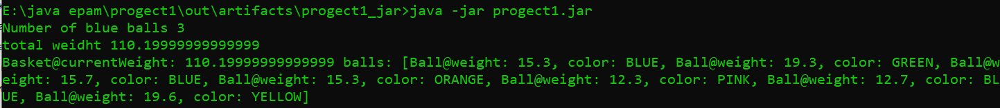 E:\java epam\progect1\out\artifacts\progect1_jar>java -jar progect1.jar
Number of blue balls 3
total weidht 110.19999999999999
Basket@currentWeight: 110.19999999999999 balls: [Ball@weight: 15.3, color: BLUE, Ball@weight: 19.3, color: GREEN, Ball@w
eight: 15.7, color: BLUE, Ball@weight: 15.3, color: ORANGE, Ball@weight: 12.3, color: PINK, Ball@weight: 12.7, color: BL
UE, Ball@weight: 19.6, color: YELLOW]